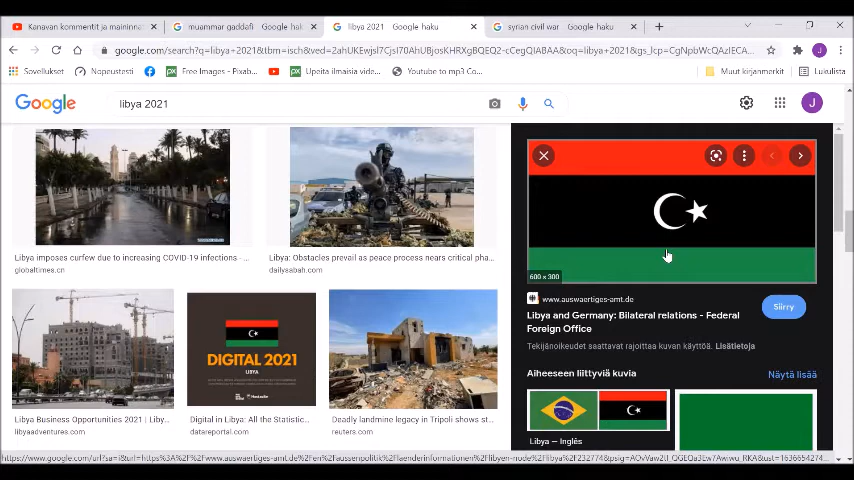 Kanavan kommentit ja maininna
muammar gaddafi - Google hak
libya 2021 - Google haku
syrian civil war - Google haku
google.com/search?q=libya+2021&tbm=isch&ved=2ahUKEwjsl7CjsI70AhUBjosKHRXgBQEQ2-cCegQIABAA&oq=libya+2021&gs_lcp=CgNpbWcQAzIECA...
J
Sovellukset
Nopeustesti
Free Images - Pixab...
Upeita ilmaisia vide...
Youtube to mp3 Co...
Muut kirjanmerkit
Lukulista
Google
libya 2021
J
600 × 300
Libya imposes curfew due to increasing COVID-19 infections - ...
globaltimes.cn
Libya: Obstacles prevail as peace process nears critical pha...
dailysabah.com
www.auswaertiges-amt.de
Libya and Germany: Bilateral relations - Federal
Foreign Office
Siirry
Tekijänoikeudet saattavat rajoittaa kuvan käyttöä. Lisätietoja
Aiheeseen liittyviä kuvia
Näytä lisää
DIGITAL 2021
LIBYA
Libya Business Opportunities 2021 | Liby...
libyaadventures.com
Digital in Libya: All the Statistic...
datareportal.com
Deadly landmine legacy in Tripoli shows st...
reuters.com
Libya — Inglês